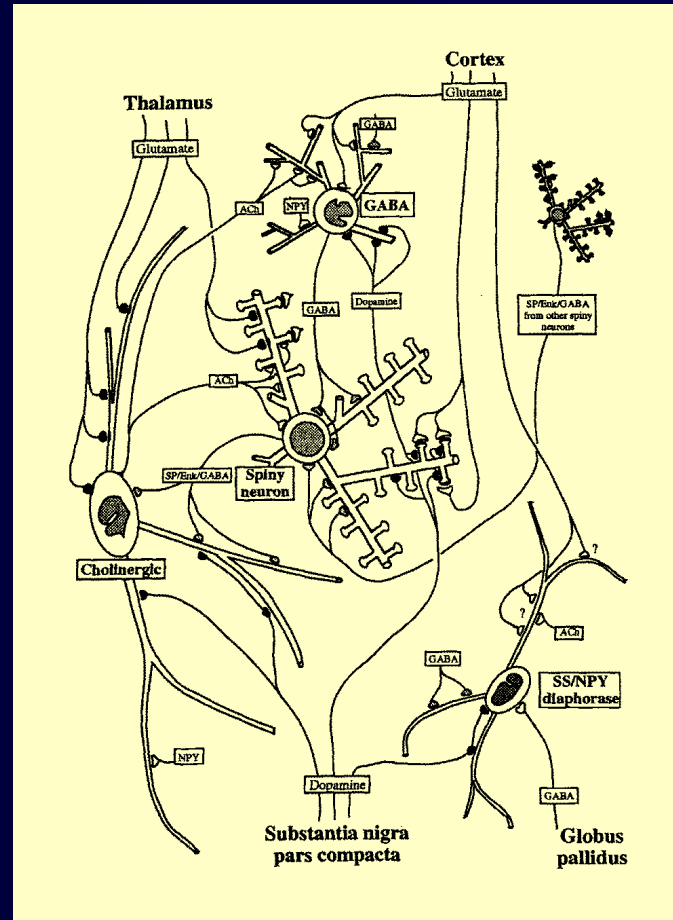 Cortex
Glutamate
Thalamus
Glutamate
GABA
ACh
NPY
GABA
GABA
Dopamine
SP/Enk/GABA
from other spiny
neurons
ACh
SP/Enk/GABA
Spiny
neuron
Cholinergic
?
?
ACh
GABA
SS/NPY
diaphorase
NPY
Dopamine
GABA
Substantia nigra
pars compacta
Globus
pallidus